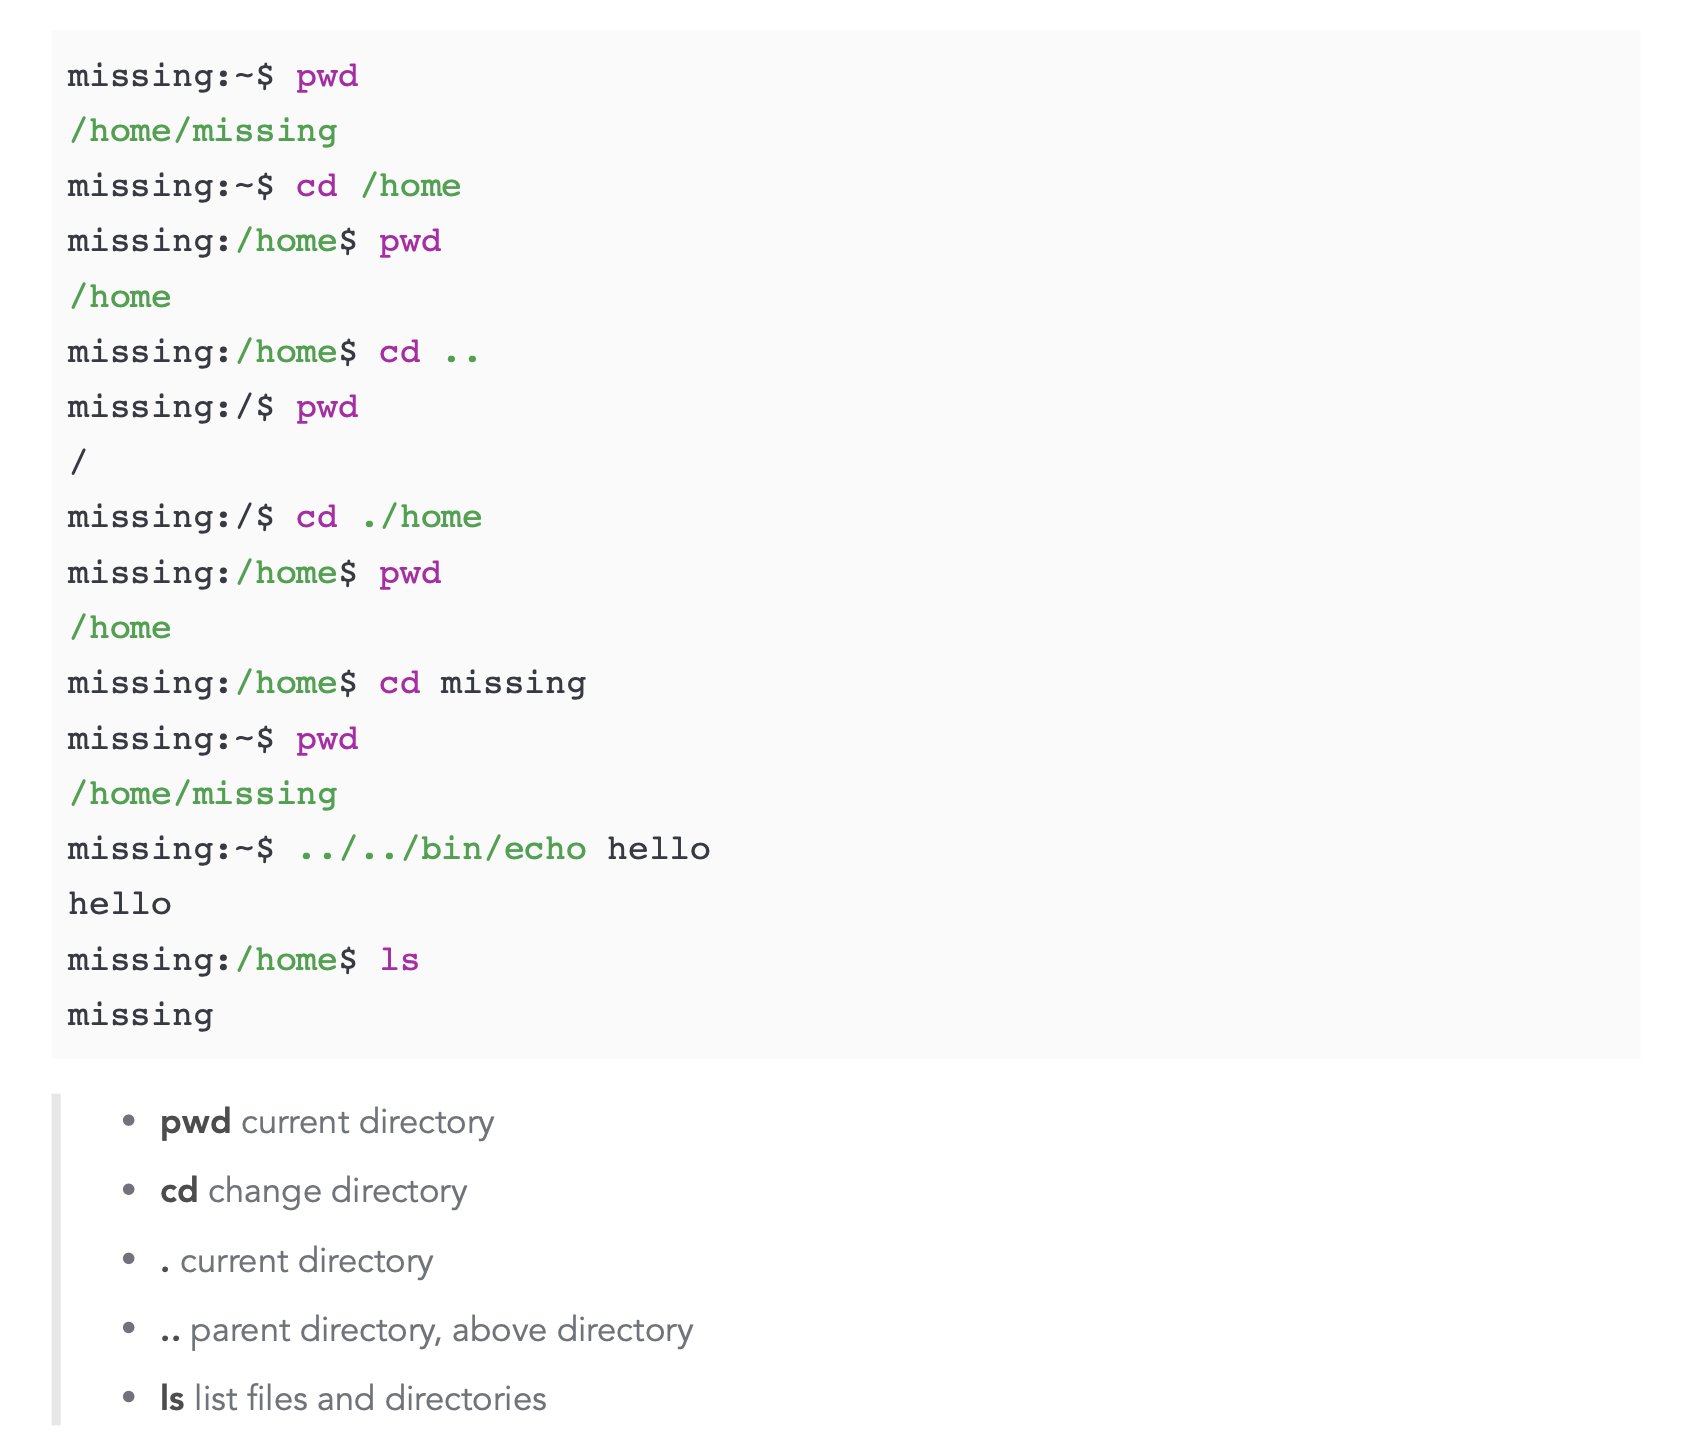 missing:~$ pwd
/home/missing
missing:~$ cd /home
missing:/home$ pwd
/home
missing:/home$ cd ..
missing:/$ pwd
/
missing:/$ cd ./home
missing:/home$ pwd
/home
missing:/home$ cd missing
missing:~$ pwd
/home/missing
missing:~$ ../../bin/echo hello
hello
missing:/home$ ls
missing
• pwd current directory
• cd change directory
• . current directory
• .. parent directory, above directory
• ls list files and directories